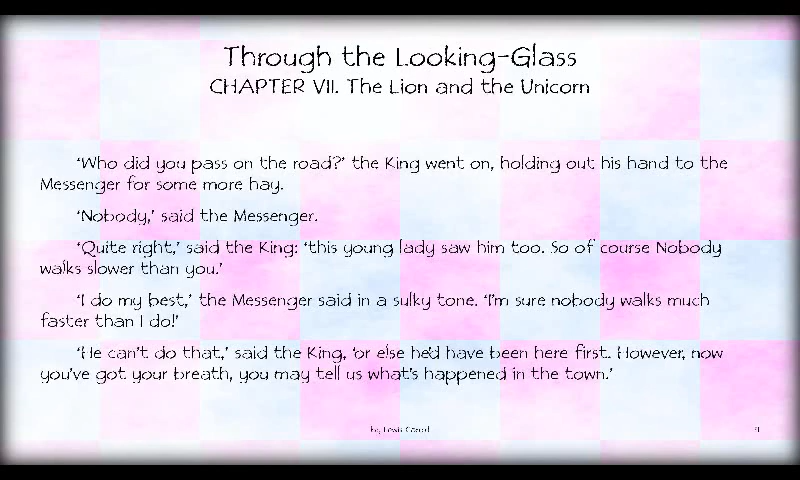 Through the Looking-Glass
CHAPTER VII. The Lion and the Unicorn
‘Who did you pass on the road?’ the King went on, holding out his hand to the
Messenger for some more hay.
‘Nobody,’ said the Messenger.
‘Quite right,’ said the King: ‘this young lady saw him too. So of course Nobody
walks slower than you.’
‘I do my best,’ the Messenger said in a sulky tone. ‘I’m sure nobody walks much
faster than I do!’
‘He can’t do that,’ said the King, ‘or else he’d have been here first. However, now
you’ve got your breath, you may tell us what’s happened in the town.’
by Lewis Carroll